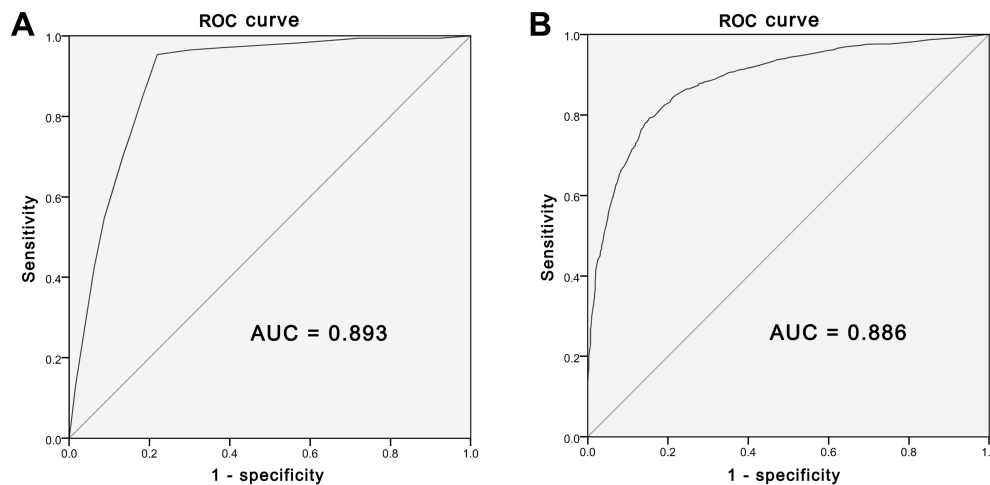 A
ROC curve
1.0
0.8
0.6
0.4
0.2
0.0
Sensitivity
AUC = 0.893
0.0 0.2 0.4 0.6 0.8 1.0
1 - specificity
B
ROC curve
1.0
0.8
0.6
0.4
0.2
0.0
Sensitivity
AUC = 0.886
0.0 0.2 0.4 0.6 0.8 1.
1 - specificity